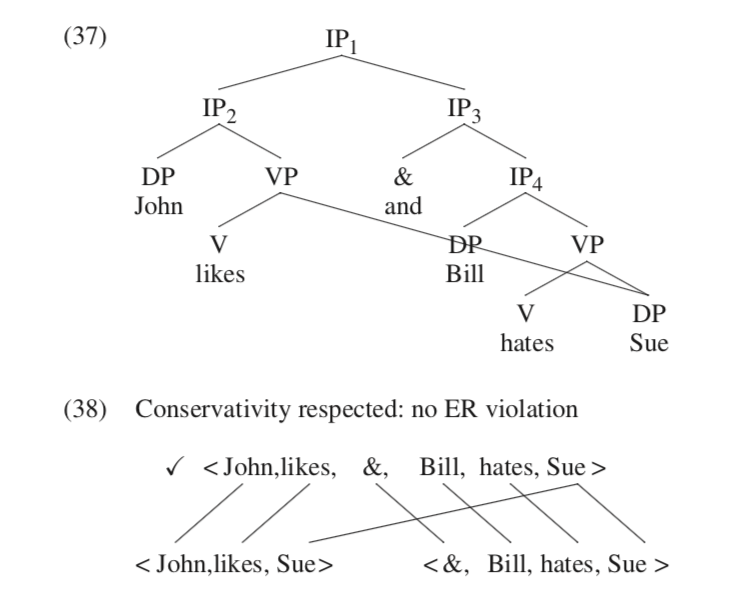 (37) IP1
IP2 IP3
DP VP & IP4
John and
V DP VP
likes Bill
V DP
hates Sue
(38) Conservativity respected: no ER violation
✓ <John,likes, &, Bill, hates, Sue>
<John,likes, Sue> <&, Bill, hates, Sue >